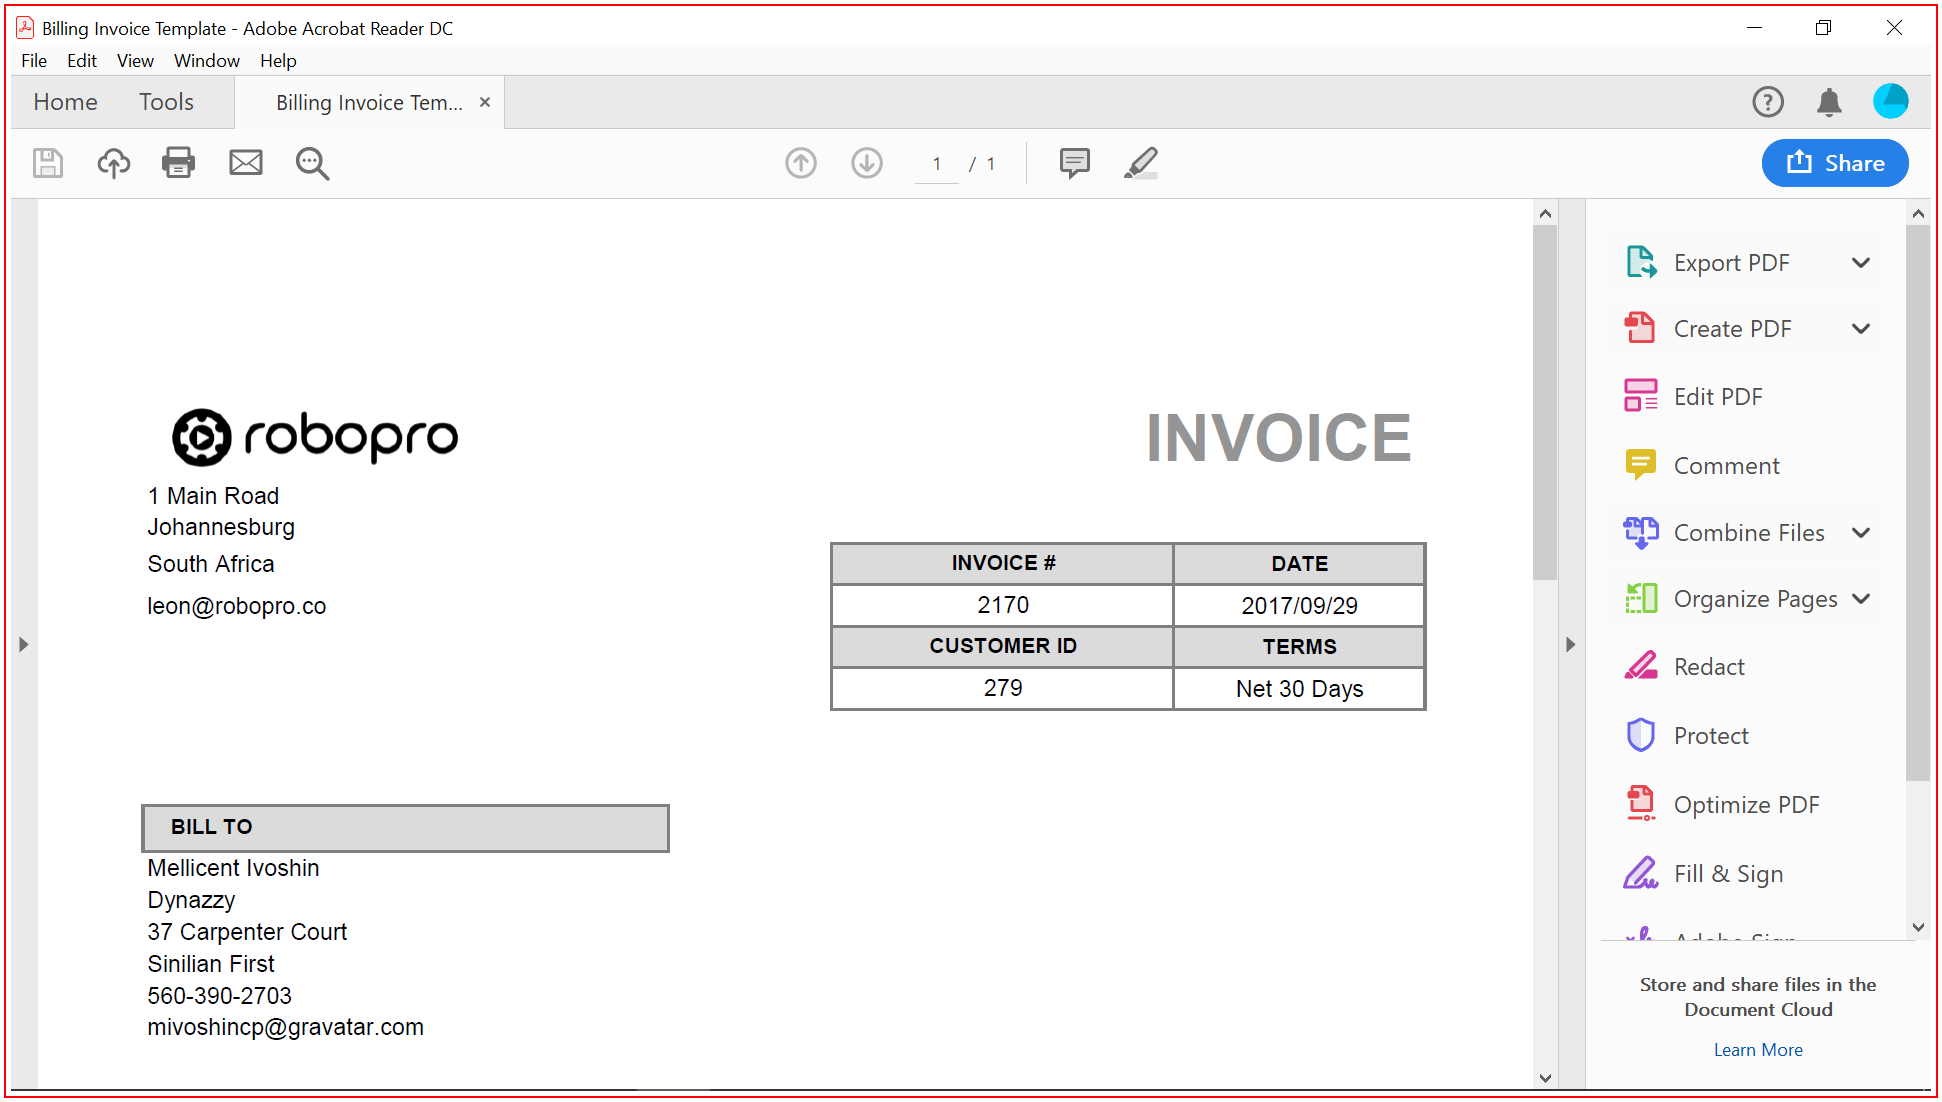 Billing Invoice Template - Adobe Acrobat Reader DC
File Edit View Window Help
Home Tools Billing Invoice Tem... ×
1 / 1
Share
robopro
INVOICE
1 Main Road
Johannesburg
South Africa
leon@robopro.co
INVOICE # DATE
2170 2017/09/29
CUSTOMER ID TERMS
279 Net 30 Days
BILL TO
Mellicent Ivoshin
Dynazzy
37 Carpenter Court
Sinilian First
560-390-2703
mivoshincp@gravatar.com
Export PDF
Create PDF
Edit PDF
Comment
Combine Files
Organize Pages
Redact
Protect
Optimize PDF
Fill & Sign
Adobe Sign
Store and share files in the
Document Cloud
Learn More